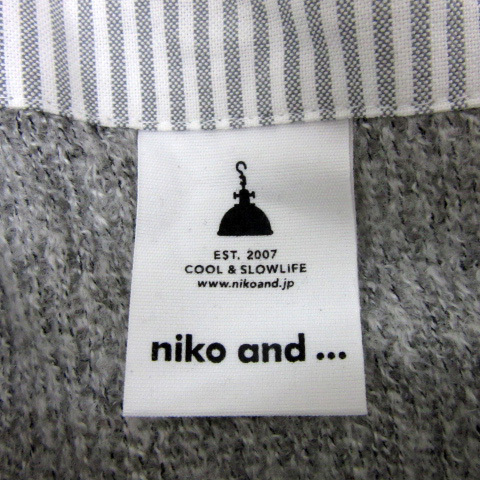 EST. 2007
COOL & SLOWLIFE
www.nikoand.jp
niko and ...